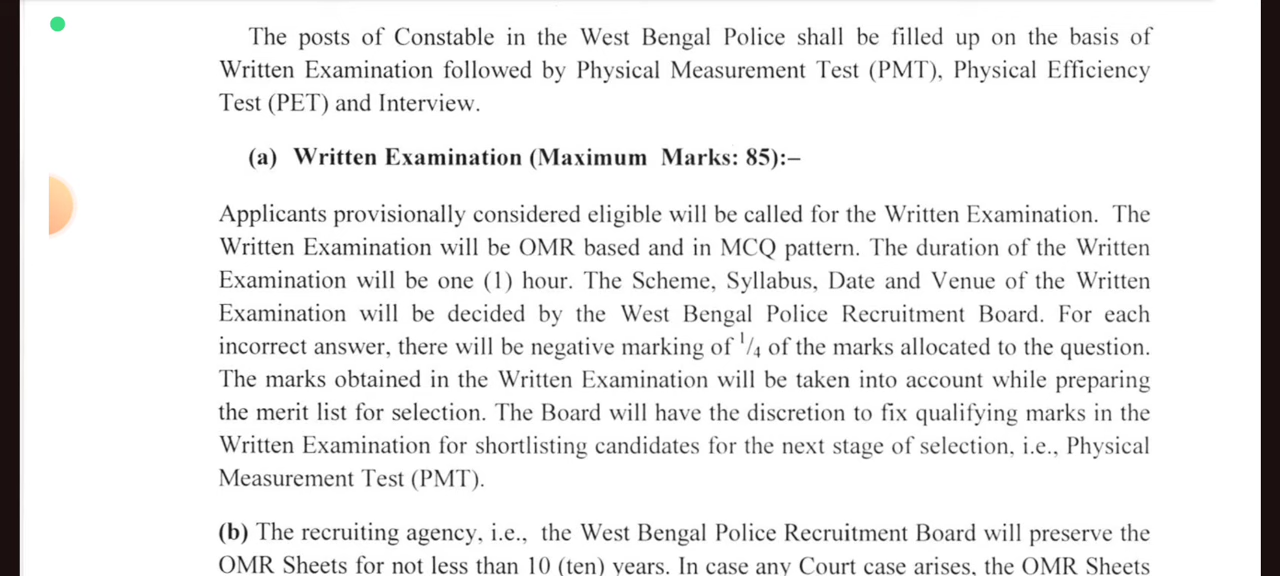 The posts of Constable in the West Bengal Police shall be filled up on the basis of
Written Examination followed by Physical Measurement Test (PMT), Physical Efficiency
Test (PET) and Interview.
(a) Written Examination (Maximum Marks: 85):–
Applicants provisionally considered eligible will be called for the Written Examination. The
Written Examination will be OMR based and in MCQ pattern. The duration of the Written
Examination will be one (1) hour. The Scheme, Syllabus, Date and Venue of the Written
Examination will be decided by the West Bengal Police Recruitment Board. For each
incorrect answer, there will be negative marking of 1/4 of the marks allocated to the question.
The marks obtained in the Written Examination will be taken into account while preparing
the merit list for selection. The Board will have the discretion to fix qualifying marks in the
Written Examination for shortlisting candidates for the next stage of selection, i.e., Physical
Measurement Test (PMT).
(b) The recruiting agency, i.e., the West Bengal Police Recruitment Board will preserve the
OMR Sheets for not less than 10 (ten) years. In case any Court case arises, the OMR Sheets